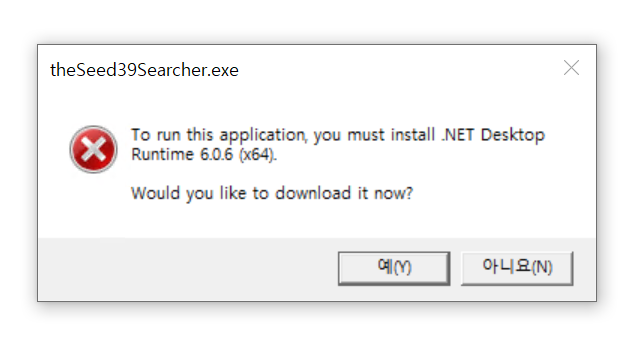 theSeed39Searcher.exe
To run this application, you must install .NET Desktop
Runtime 6.0.6 (x64).
Would you like to download it now?
예(Y)
아니요(N)